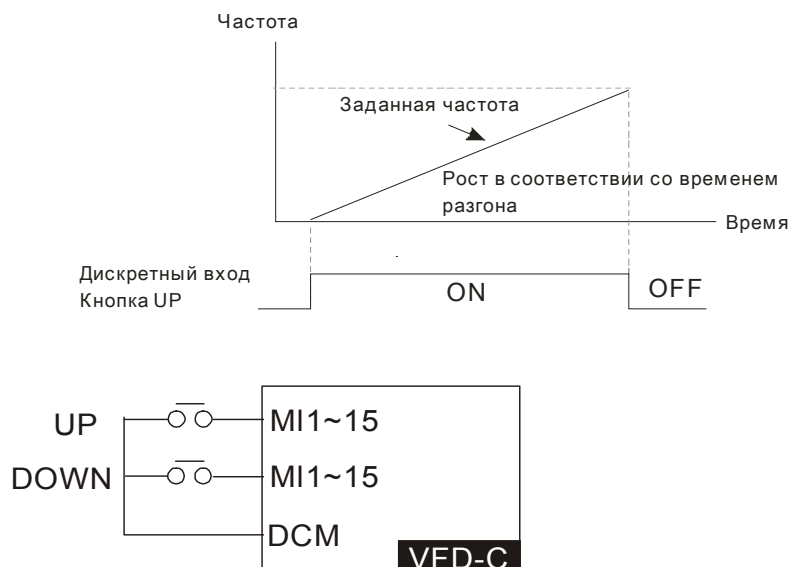 Частота
Заданная частота
Рост в соответствии со временем
разгона
Время
Дискретный вход
Кнопка UP
ON
OFF
UP
MI1~15
DOWN
MI1~15
DCM
VFD-C